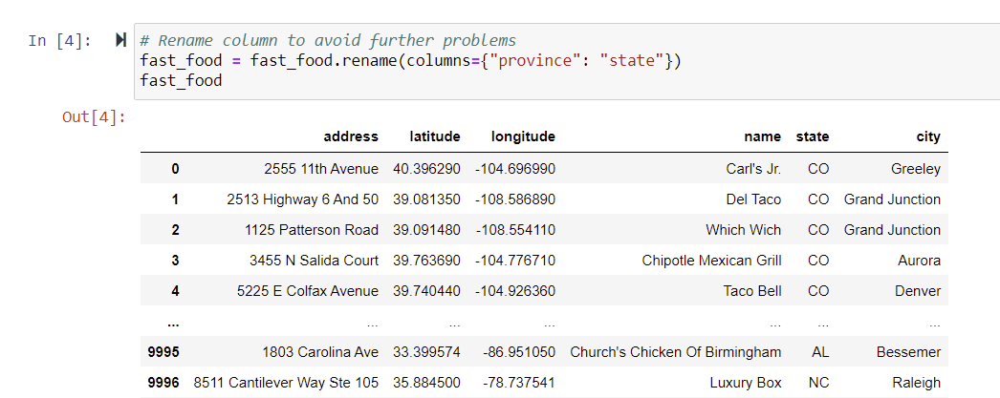 In [4]:
# Rename column to avoid further problems
fast_food = fast_food.rename(columns={"province": "state"})
fast_food
Out[4]:
address latitude longitude name state city
0 2555 11th Avenue 40.396290 -104.696990 Carl's Jr. CO Greeley
1 2513 Highway 6 And 50 39.081350 -108.586890 Del Taco CO Grand Junction
2 1125 Patterson Road 39.091480 -108.554110 Which Wich CO Grand Junction
3 3455 N Salida Court 39.763690 -104.776710 Chipotle Mexican Grill CO Aurora
4 5225 E Colfax Avenue 39.740440 -104.926360 Taco Bell CO Denver
... ... ... ... ... ... ...
9995 1803 Carolina Ave 33.399574 -86.951050 Church's Chicken Of Birmingham AL Bessemer
9996 8511 Cantilever Way Ste 105 35.884500 -78.737541 Luxury Box NC Raleigh